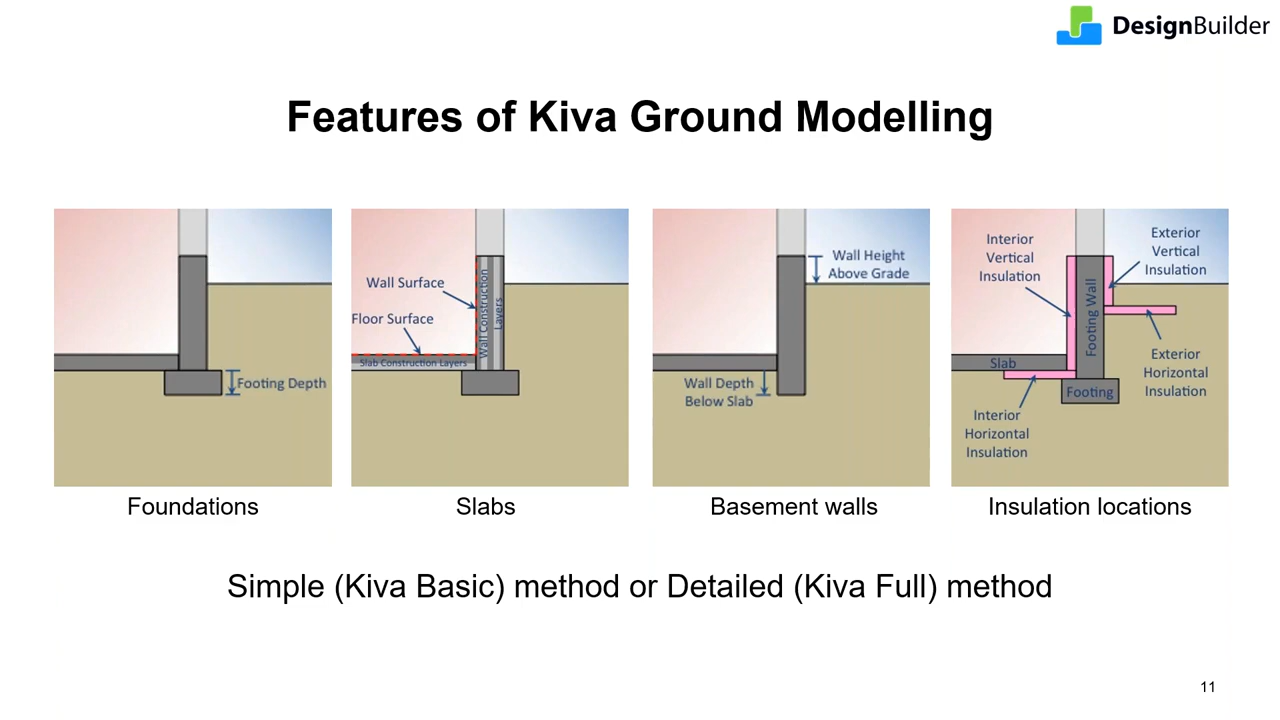 DesignBuilder
Features of Kiva Ground Modelling
Footing Depth
Wall Surface
Floor Surface
Wall Construction
Layers
Slab Construction Layers
Wall Height
Above Grade
Wall Depth
Below Slab
Interior
Vertical
Insulation
Exterior
Vertical
Insulation
Footing Wall
Slab
Footing
Exterior
Horizontal
Insulation
Interior
Horizontal
Insulation
Foundations
Slabs
Basement walls
Insulation locations
Simple (Kiva Basic) method or Detailed (Kiva Full) method
11